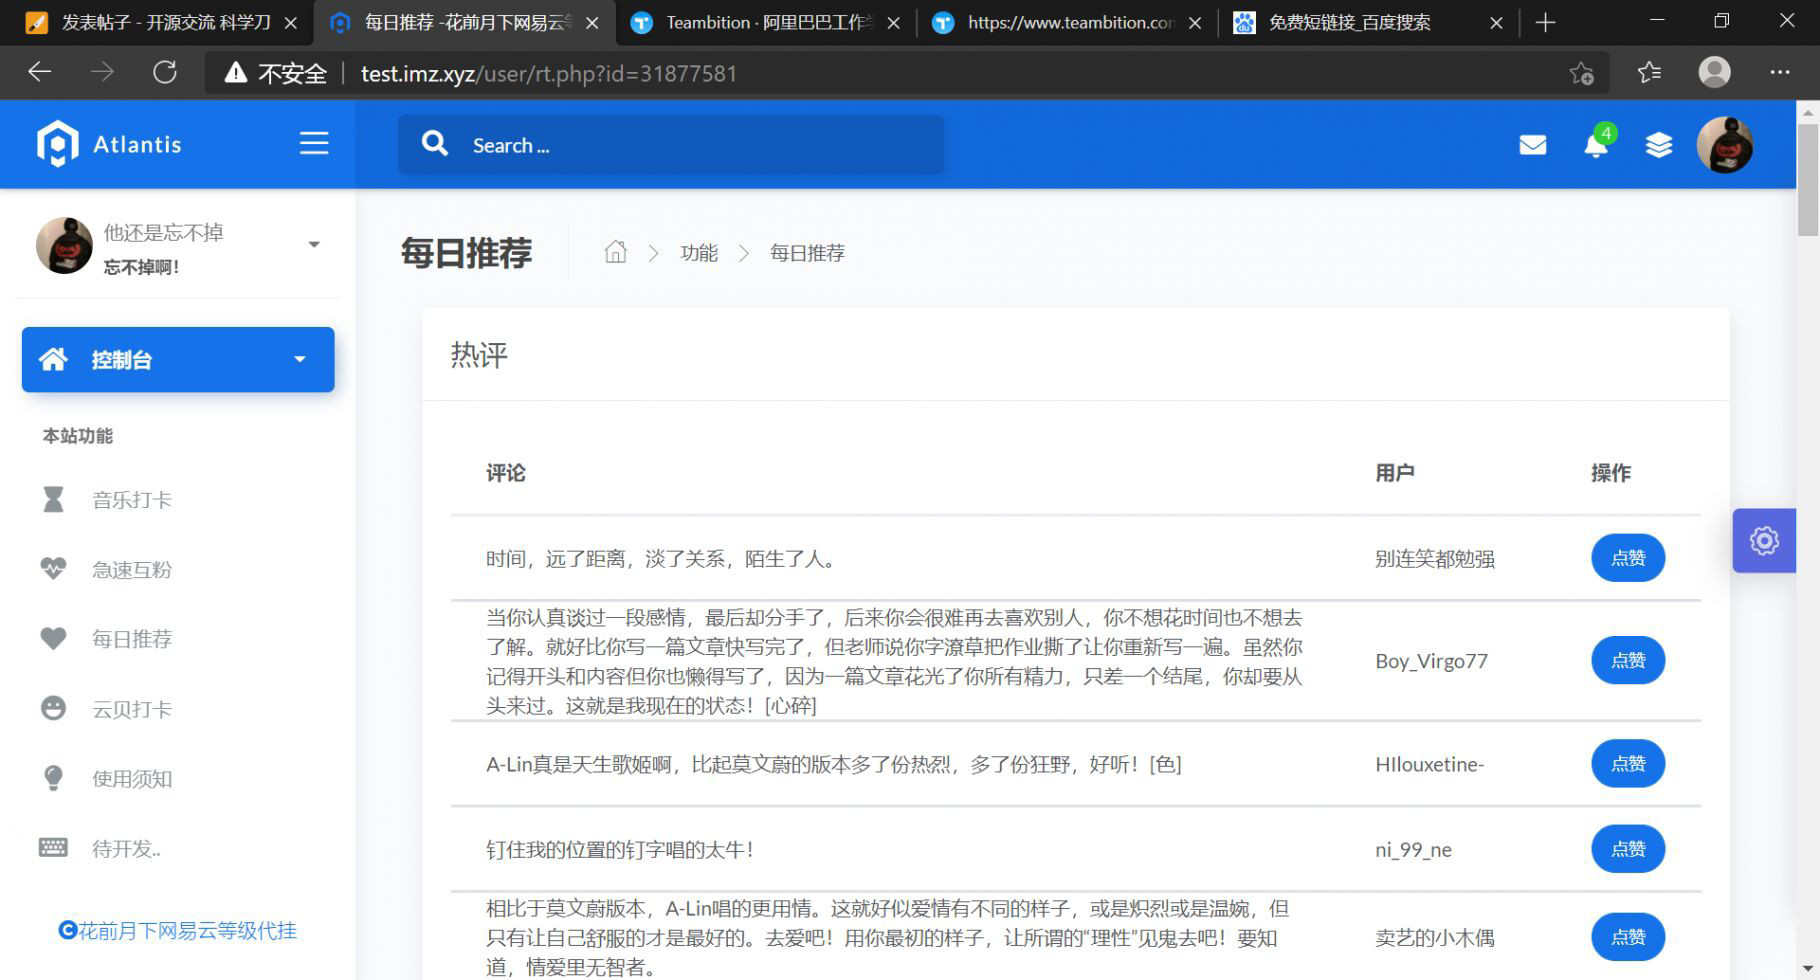 发表帖子 - 开源交流 科学刀
每日推荐 -花前月下网易云等
Teambition · 阿里巴巴工作学
https://www.teambition.com
免费短链接_百度搜索
不安全
test.imz.xyz/user/rt.php?id=31877581
Atlantis
Search ...
4
他还是忘不掉
忘不掉啊！
控制台
本站功能
音乐打卡
急速互粉
每日推荐
云贝打卡
使用须知
待开发..
花前月下网易云等级代挂
每日推荐
功能
每日推荐
热评
评论 用户 操作
时间，远了距离，淡了关系，陌生了人。 别连笑都勉强 点赞
当你认真谈过一段感情，最后却分手了，后来你会很难再去喜欢别人，你不想花时间也不想去
了解。就好比你写一篇文章快写完了，但老师说你字潦草把作业撕了让你重新写一遍。虽然你
记得开头和内容但你也懒得写了，因为一篇文章花光了你所有精力，只差一个结尾，你却要从
头来过。这就是我现在的状态！[心碎]
Boy_Virgo77 点赞
A-Lin真是天生歌姬啊，比起莫文蔚的版本多了份热烈，多了份狂野，好听！[色] HIlouxetine- 点赞
钉住我的位置的钉字唱的太牛！ ni_99_ne 点赞
相比于莫文蔚版本，A-Lin唱的更用情。这就好似爱情有不同的样子，或是炽烈或是温婉，但
只有让自己舒服的才是最好的。去爱吧！用你最初的样子，让所谓的“理性”见鬼去吧！要知
道，情爱里无智者。
卖艺的小木偶 点赞